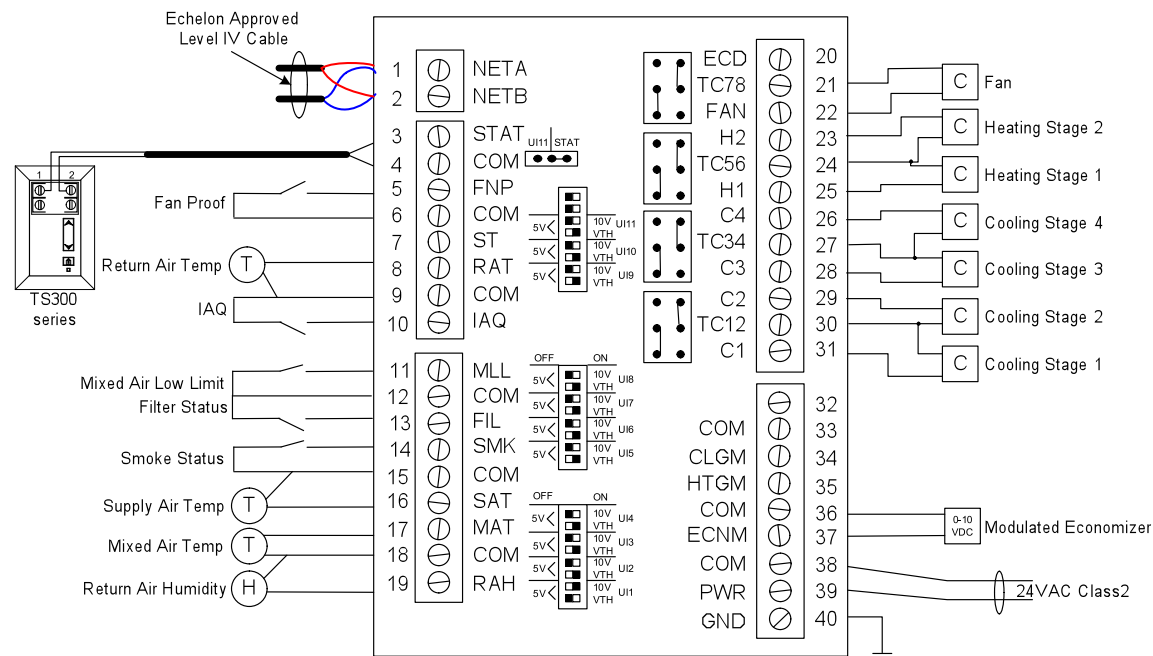 Echelon Approved
Level IV Cable
1 NETA
2 NETB
3 STAT
4 COM
5 FNP
6 COM
7 ST
8 RAT
9 COM
10 IAQ
UI11 STAT
1 2
TS300
series
Fan Proof
Return Air Temp
T
IAQ
5V 10V UI11
VTH
5V 10V UI10
VTH
5V 10V UI9
VTH
11 MLL
12 COM
13 FIL
14 SMK
15 COM
16 SAT
17 MAT
18 COM
19 RAH
Mixed Air Low Limit
Filter Status
Smoke Status
Supply Air Temp
T
Mixed Air Temp
T
Return Air Humidity
H
OFF ON
5V 10V UI8
VTH
5V 10V UI7
VTH
5V 10V UI6
VTH
5V 10V UI5
VTH
OFF ON
5V 10V UI4
VTH
5V 10V UI3
VTH
5V 10V UI2
VTH
5V 10V UI1
VTH
ECD 20
TC78 21
FAN 22
H2 23
TC56 24
H1 25
C4 26
TC34 27
C3 28
C2 29
TC12 30
C1 31
C Fan
C Heating Stage 2
C Heating Stage 1
C Cooling Stage 4
C Cooling Stage 3
C Cooling Stage 2
C Cooling Stage 1
32
COM 33
CLGM 34
HTGM 35
COM 36
ECNM 37
COM 38
PWR 39
GND 40
0-10
VDC
Modulated Economizer
24VAC Class2